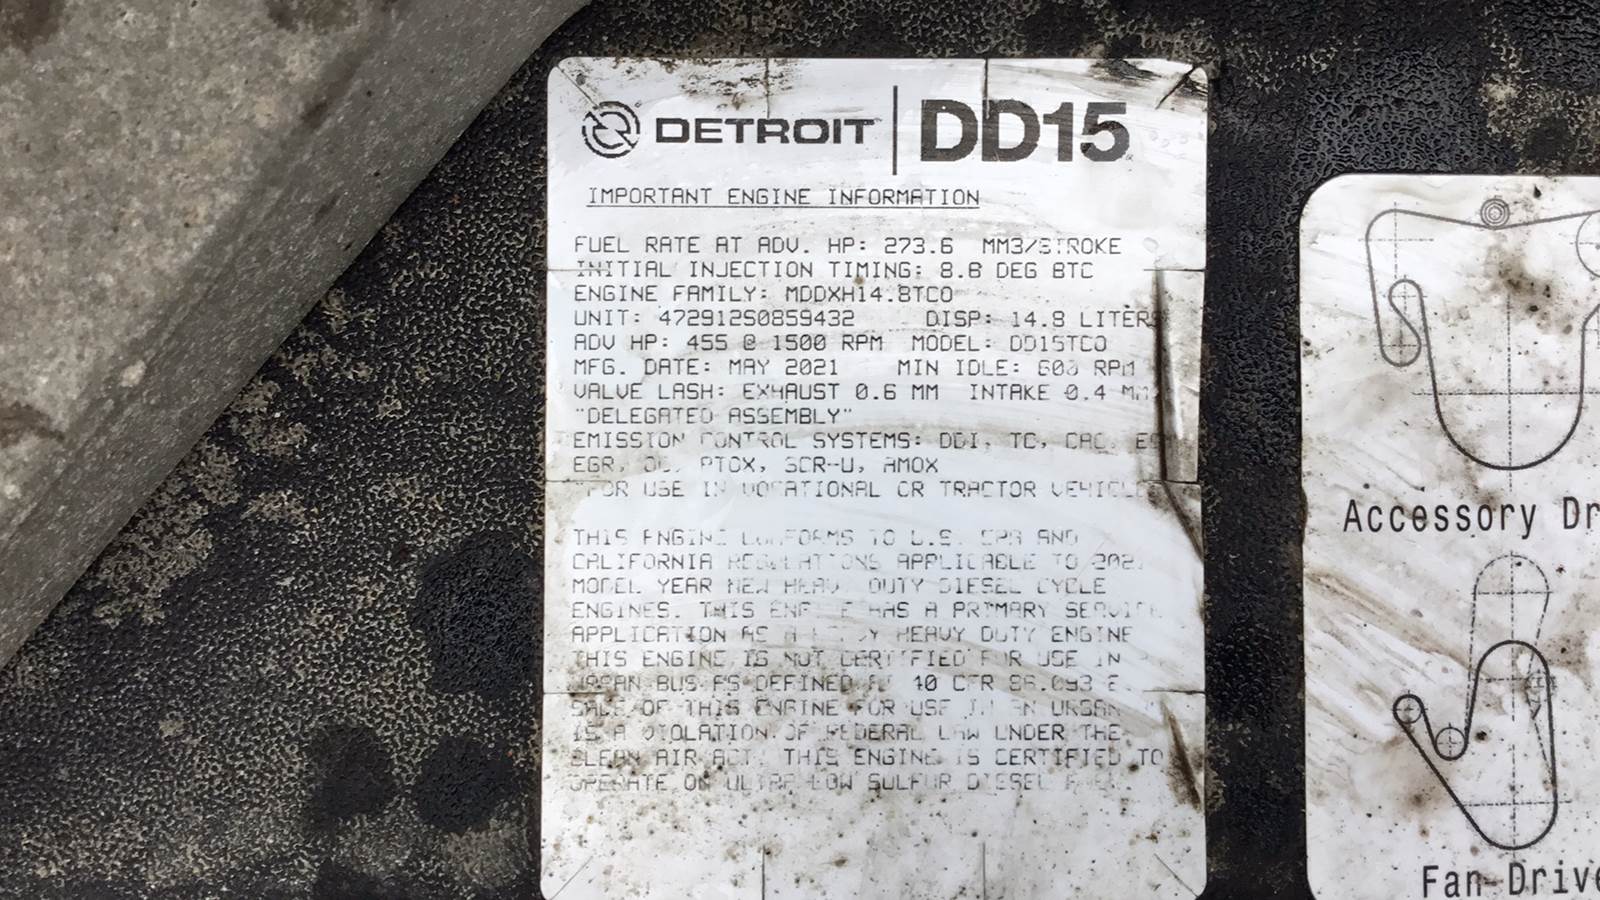 DETROIT DD15
IMPORTANT ENGINE INFORMATION
FUEL RATE AT ADV. HP: 273.6 MM3/STROKE
INITIAL INJECTION TIMING: 8.8 DEG BTC
ENGINE FAMILY: MDDXH14.8TCO
UNIT: 472912S0859432 DISP: 14.8 LITERS
ADV HP: 455 @ 1500 RPM MODEL: DD15TCO
MFG. DATE: MAY 2021 MIN IDLE: 600 RPM
VALVE LASH: EXHAUST 0.6 MM INTAKE 0.4 MM
"DELEGATED ASSEMBLY"
EMISSION CONTROL SYSTEMS: DDI, TC, CAC,
EGR, PTOX, SCR-U, AMOX
FOR USE IN VOCATIONAL OR TRACTOR
THIS ENGINE CONFORMS TO U.S. EPA AND
CALIFORNIA REGULATIONS APPLICABLE TO
MODEL YEAR NEW HEAVY DUTY DIESEL CYCLE
ENGINES. THIS ENGINE HAS A PRIMARY SERVICE
APPLICATION AS A HEAVY DUTY ENGINE
THIS ENGINE IS NOT CERTIFIED FOR USE IN
URBAN BUS AS DEFINED 40 CFR
SALE OF THIS ENGINE FOR USE IN AN URBAN
IS A VIOLATION OF FEDERAL LAW UNDER THE
CLEAN AIR ACT. THIS ENGINE IS CERTIFIED TO
OPERATE ON ULTRA LOW SULFUR DIESEL FUEL.
Accessory Dr
Fan Drive